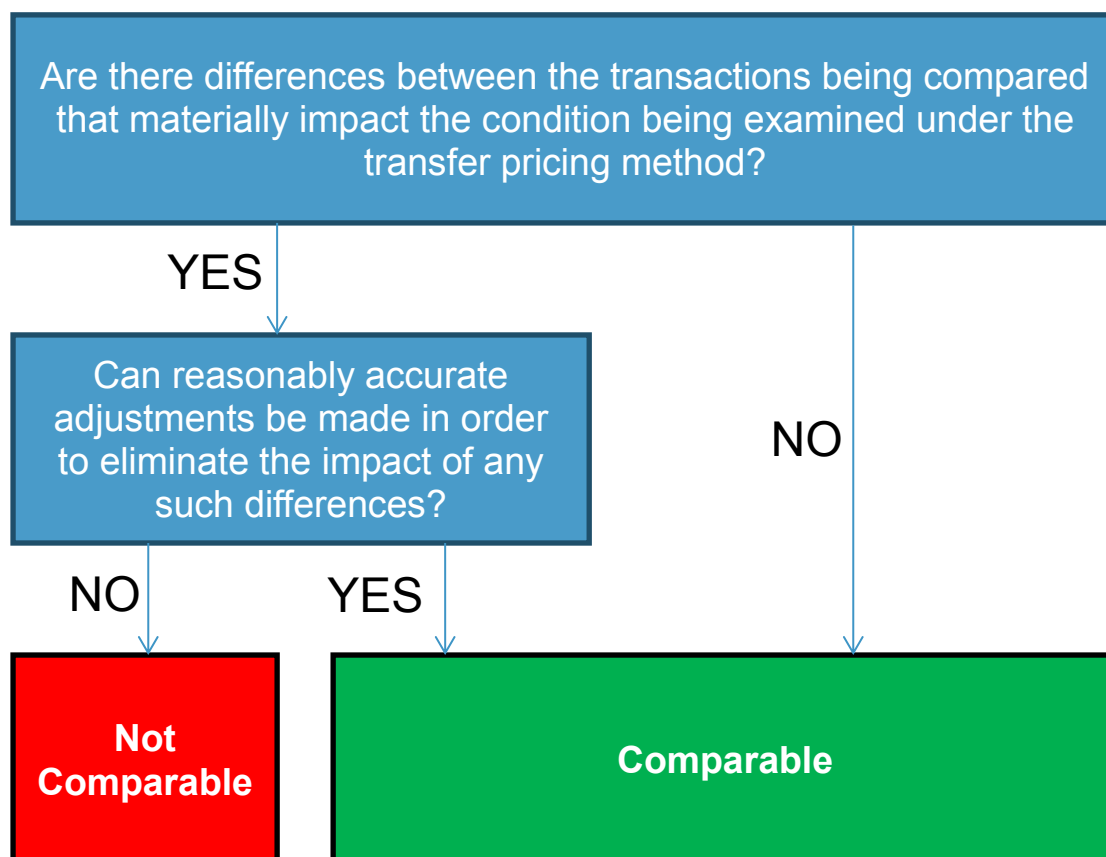 Are there differences between the transactions being compared
that materially impact the condition being examined under the
transfer pricing method?
YES
NO
Can reasonably accurate
adjustments be made in order
to eliminate the impact of any
such differences?
NO
YES
Not
Comparable
Comparable